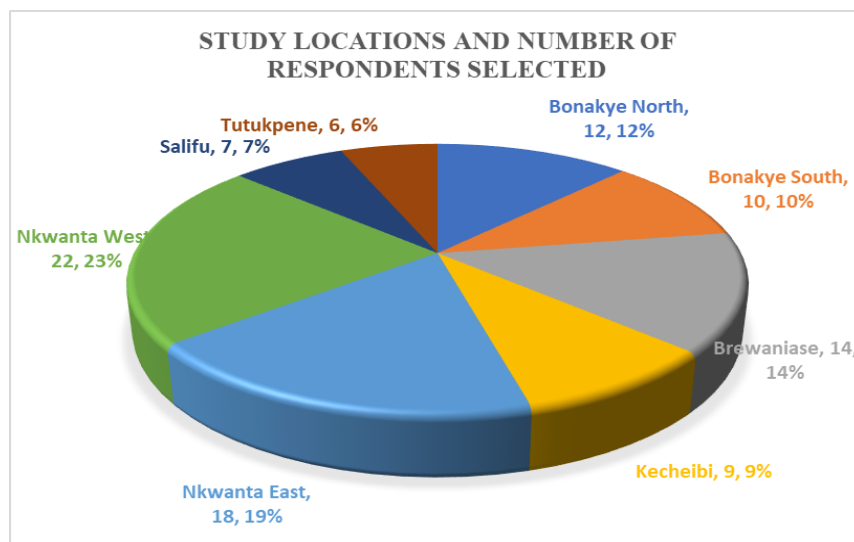 STUDY LOCATIONS AND NUMBER OF
RESPONDENTS SELECTED
Tutukpene, 6, 6%
Bonakye North,
12, 12%
Salifu, 7, 7%
Bonakye South,
10, 10%
Nkwanta West
22, 23%
Brewaniase, 14,
14%
Kecheibi, 9, 9%
Nkwanta East,
18, 19%